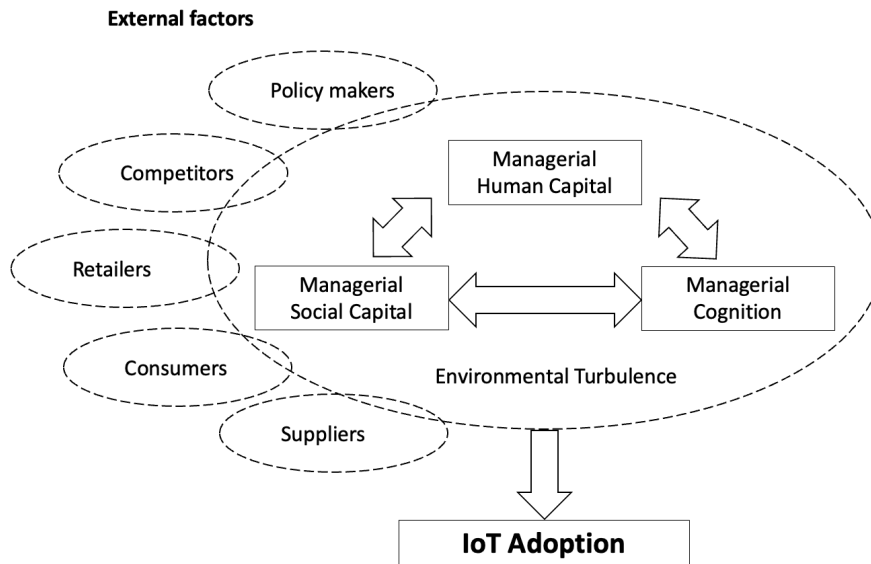 External factors
Policy makers
Competitors
Managerial
Human Capital
Retailers
Managerial
Social Capital
Managerial
Cognition
Consumers
Environmental Turbulence
Suppliers
IoT Adoption